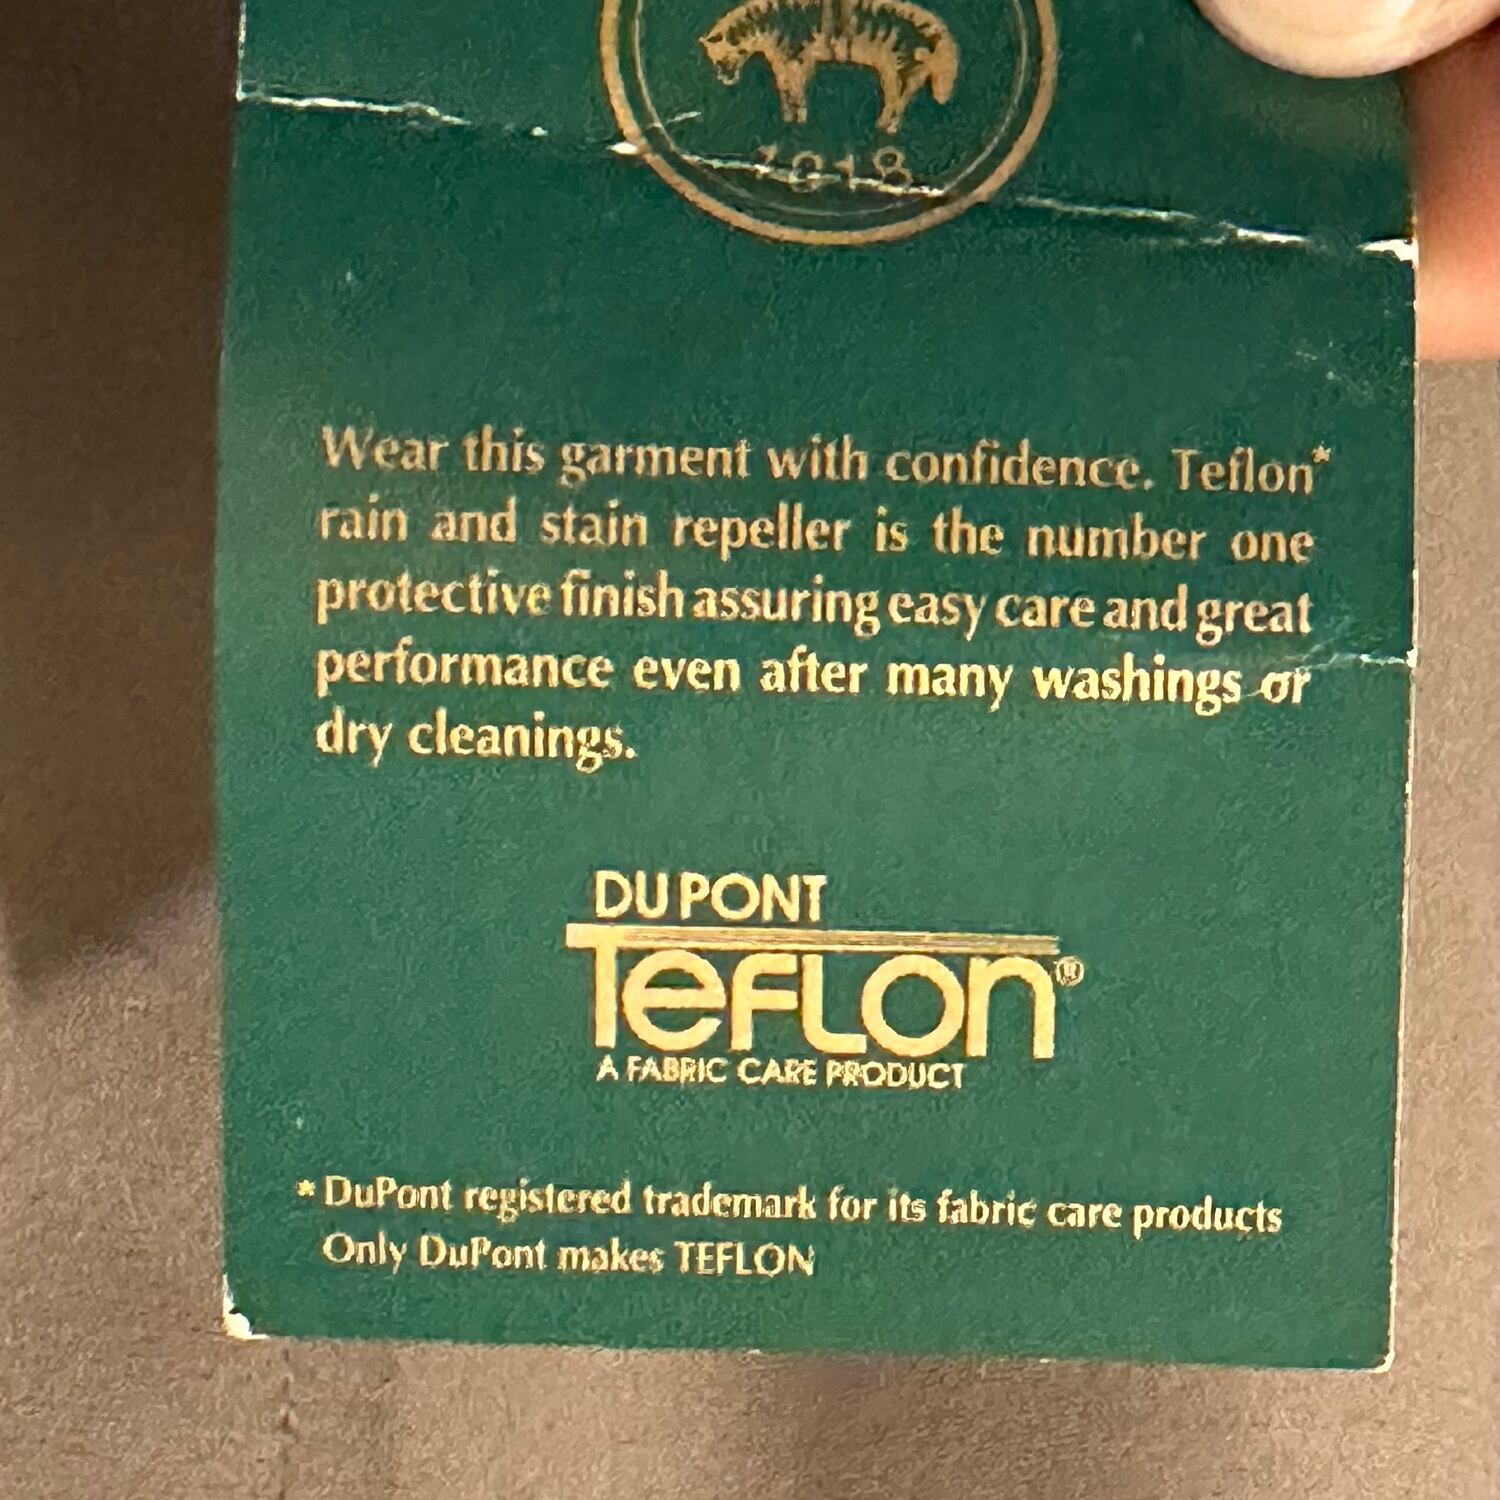 1818
Wear this garment with confidence. Teflon*
rain and stain repeller is the number one
protective finish assuring easy care and great
performance even after many washings or
dry cleanings.
DU PONT
TEFLON®
A FABRIC CARE PRODUCT
* DuPont registered trademark for its fabric care products
Only DuPont makes TEFLON